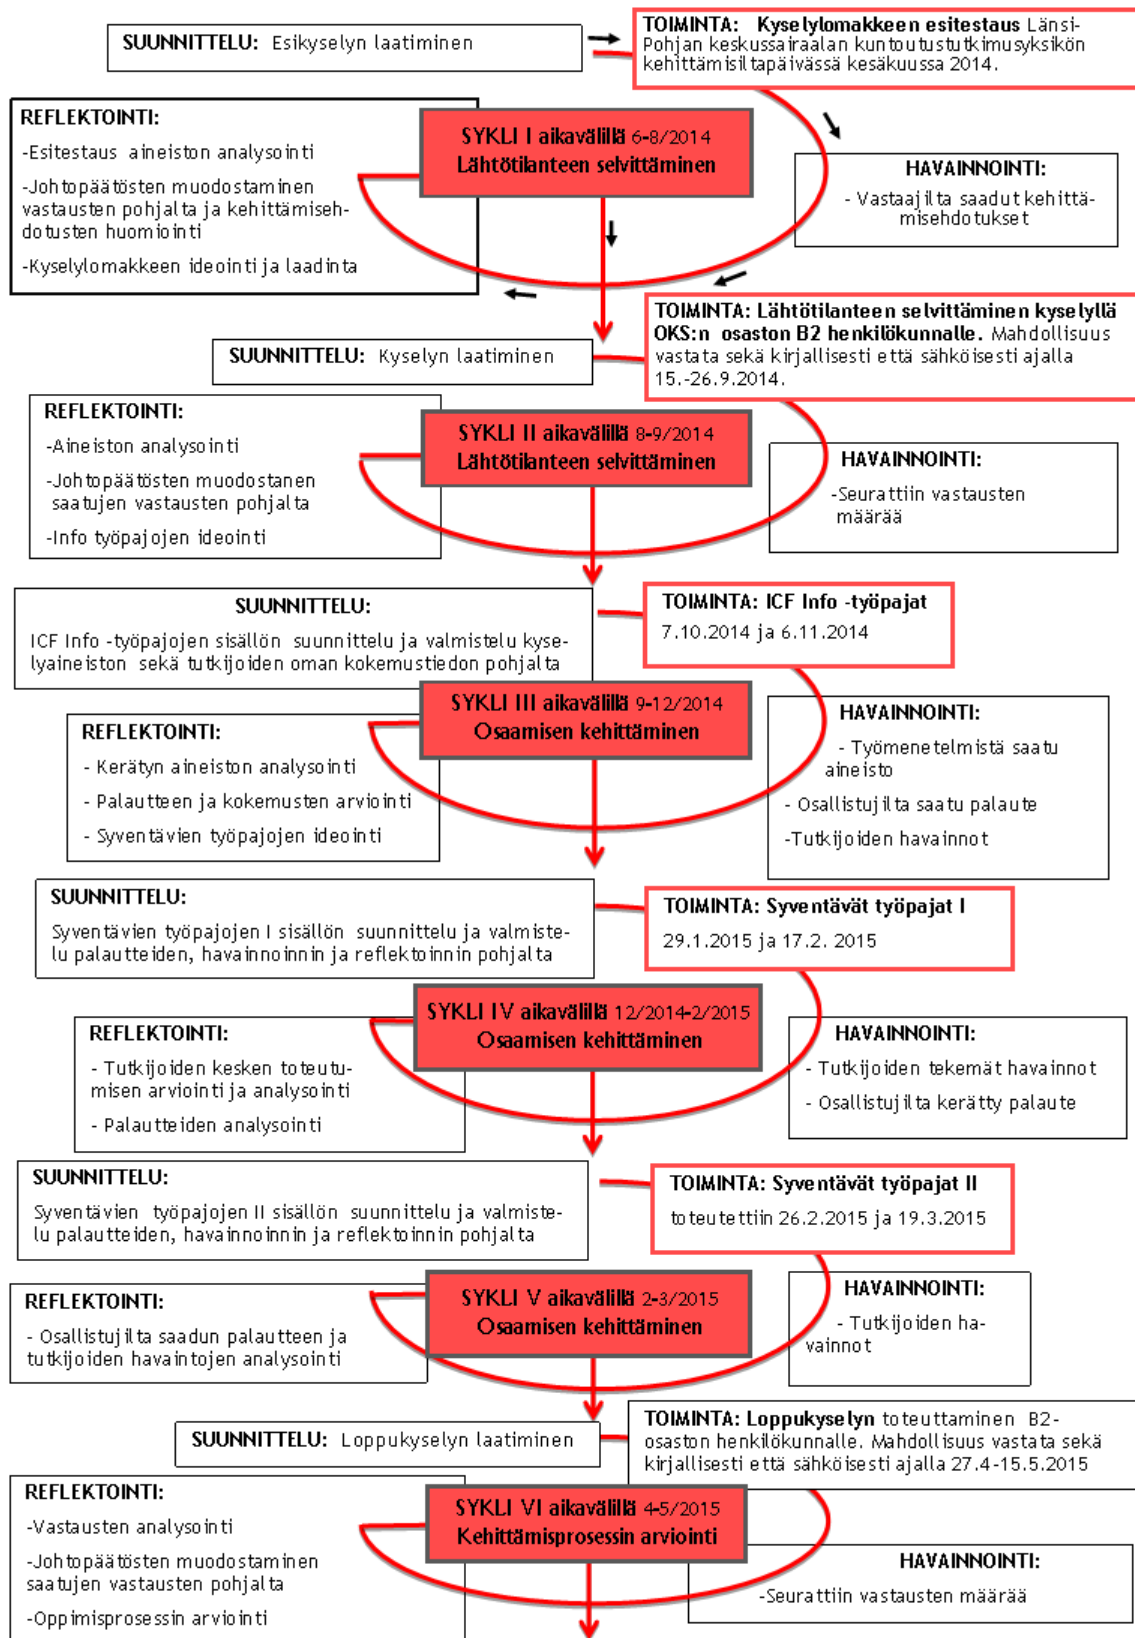 SUUNNITTELU: Esikyselyn laatiminen
TOIMINTA: Kyselylomakkeen esitestaus Länsi-
Pohjan keskussairaalan kuntoutustutkimusyksikön
kehittämisiltapäivässä kesäkuussa 2014.
REFLEKTOINTI:
-Esitestaus aineiston analysointi
-Johtopäätösten muodostaminen
vastausten pohjalta ja kehittämiseh-
dotusten huomiointi
-Kyselylomakkeen ideointi ja laadinta
SYKLI I aikavälillä 6-8/2014
Lähtötilanteen selvittäminen
HAVAINNOINTI:
- Vastaajilta saadut kehittä-
misehdotukset
SUUNNITTELU: Kyselyn laatiminen
TOIMINTA: Lähtötilanteen selvittäminen kyselyllä
OKS:n osaston B2 henkilökunnalle. Mahdollisuus
vastata sekä kirjallisesti että sähköisesti ajalla
15.-26.9.2014.
REFLEKTOINTI:
-Aineiston analysointi
-Johtopäätösten muodostanen
saatujen vastausten pohjalta
-Info työpajojen ideointi
SYKLI II aikavälillä 8-9/2014
Lähtötilanteen selvittäminen
HAVAINNOINTI:
-Seurattiin vastausten
määrää
SUUNNITTELU:
ICF Info -työpajojen sisällön suunnittelu ja valmistelu kyse-
lyaineiston sekä tutkijoiden oman kokemustiedon pohjalta
TOIMINTA: ICF Info -työpajat
7.10.2014 ja 6.11.2014
REFLEKTOINTI:
- Kerätyn aineiston analysointi
- Palautteen ja kokemusten arviointi
- Syventävien työpajojen ideointi
SYKLI III aikavälillä 9-12/2014
Osaamisen kehittäminen
HAVAINNOINTI:
- Työmenetelmistä saatu
aineisto
- Osallistujilta saatu palaute
-Tutkijoiden havainnot
SUUNNITTELU:
Syventävien työpajojen I sisällön suunnittelu ja valmiste-
lu palautteiden, havainnoinnin ja reflektoinnin pohjalta
TOIMINTA: Syventävät työpajat I
29.1.2015 ja 17.2. 2015
REFLEKTOINTI:
- Tutkijoiden kesken toteutu-
misen arviointi ja analysointi
- Palautteiden analysointi
SYKLI IV aikavälillä 12/2014-2/2015
Osaamisen kehittäminen
HAVAINNOINTI:
- Tutkijoiden tekemät havainnot
- Osallistujilta kerätty palaute
SUUNNITTELU:
Syventävien työpajojen II sisällön suunnittelu ja valmiste-
lu palautteiden, havainnoinnin ja reflektoinnin pohjalta
TOIMINTA: Syventävät työpajat II
toteutettiin 26.2.2015 ja 19.3.2015
REFLEKTOINTI:
- Osallistujilta saadun palautteen ja
tutkijoiden havaintojen analysointi
SYKLI V aikavälillä 2-3/2015
Osaamisen kehittäminen
HAVAINNOINTI:
- Tutkijoiden ha-
vainnot
SUUNNITTELU: Loppukyselyn laatiminen
TOIMINTA: Loppukyselyn toteuttaminen B2-
osaston henkilökunnalle. Mahdollisuus vastata sekä
kirjallisesti että sähköisesti ajalla 27.4-15.5.2015
REFLEKTOINTI:
-Vastausten analysointi
-Johtopäätösten muodostaminen
saatujen vastausten pohjalta
-Oppimisprosessin arviointi
SYKLI VI aikavälillä 4-5/2015
Kehittämisprosessin arviointi
HAVAINNOINTI:
-Seurattiin vastausten määrää